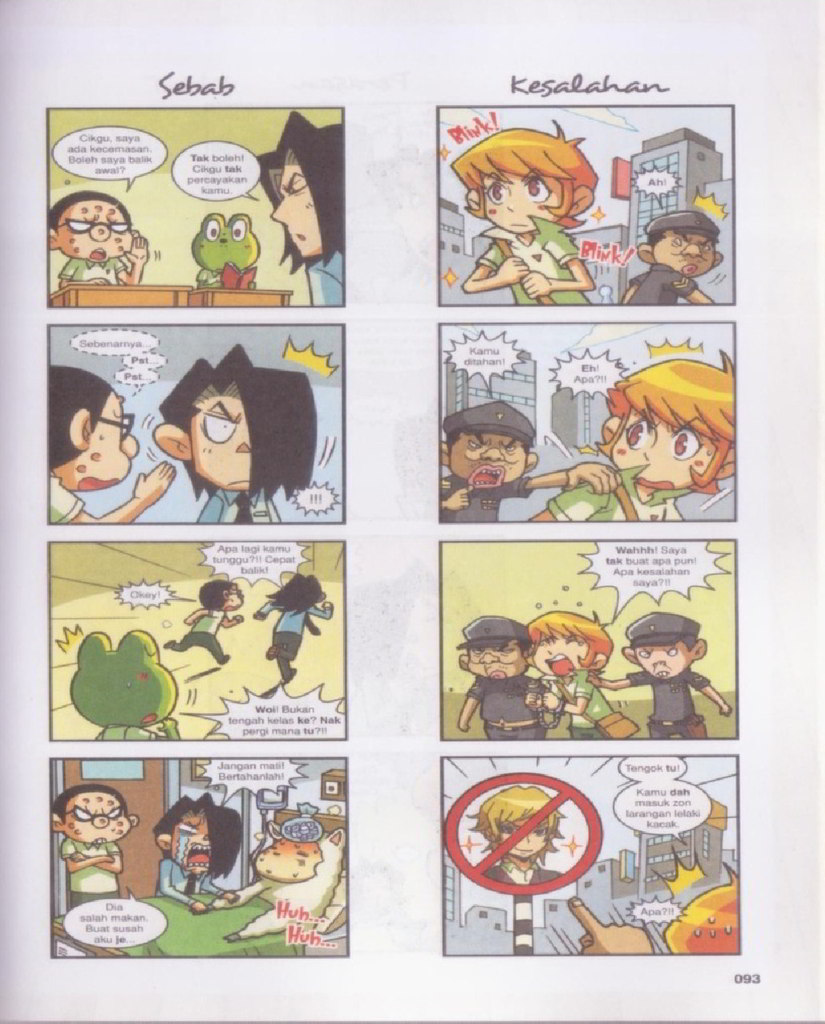 Sebab
Cikgu, saya
ada kecemasan.
Boleh saya balik
awal?
Tak boleh!
Cikgu tak
percayakan
kamu.
Sebenarnya...
Pst...
Pst...
!!!
Apa lagi kamu
tunggu?!! Cepat
balik!
Okey!
Woi! Bukan
tengah kelas ke? Nak
pergi mana tu?!!
Jangan mati!
Bertahanlah!
Dia
salah makan.
Buat susah
aku je...
Huh...
Huh...
Kesalahan
Blink!
Ah!
Blink!
Kamu
ditahan!
Eh!
Apa?!!
Wahhh! Saya
tak buat apa pun!
Apa kesalahan
saya?!!
Tengok tu!
Kamu dah
masuk zon
larangan lelaki
kacak.
Apa?!!
093